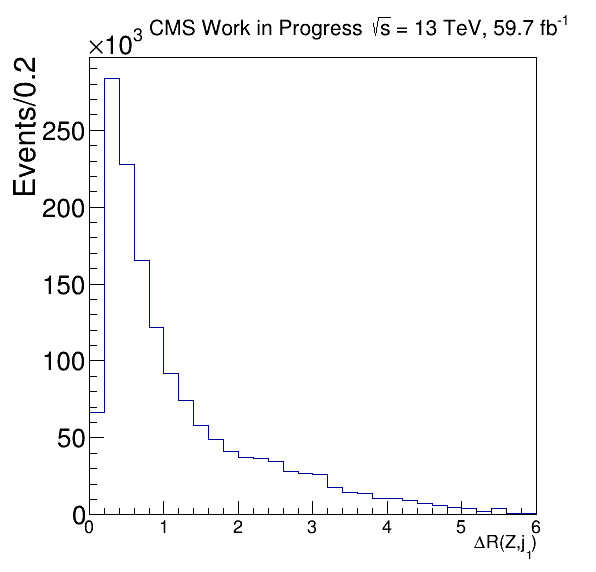 ×10³ CMS Work in Progress √s = 13 TeV, 59.7 fb⁻¹
Events/0.2
250
200
150
100
50
0
0 1 2 3 4 5 6
ΔR(Z,j₁)